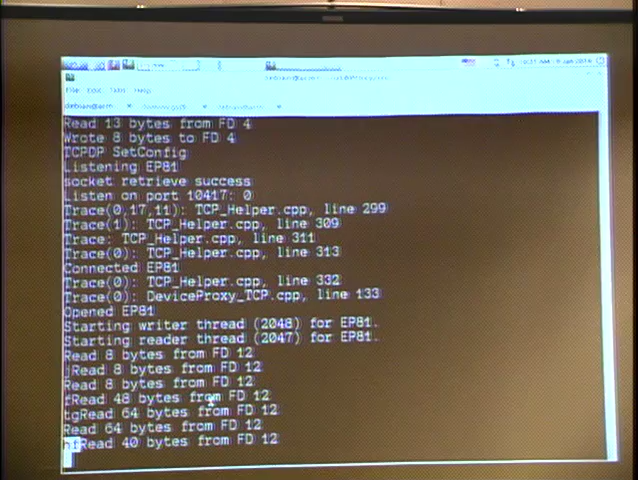 File Edit Tabs Help
Read 13 bytes from FD 4
Wrote 8 bytes to FD 4
TCPDP SetConfig
Listening EP81
socket retrieve success
Listen on port 10417: 0
Trace(0,17,11): TCP_Helper.cpp, line 299
Trace(1): TCP_Helper.cpp, line 309
Trace: TCP_Helper.cpp, line 311
Trace(0): TCP_Helper.cpp, line 313
Connected EP81
Trace(0): TCP_Helper.cpp, line 332
Trace(0): DeviceProxy_TCP.cpp, line 133
Opened EP81
Starting writer thread (2048) for EP81.
Starting reader thread (2047) for EP81.
Read 8 bytes from FD 12
jRead 8 bytes from FD 12
Read 8 bytes from FD 12
fRead 48 bytes from FD 12
tgRead 64 bytes from FD 12
Read 64 bytes from FD 12
hfRead 40 bytes from FD 12